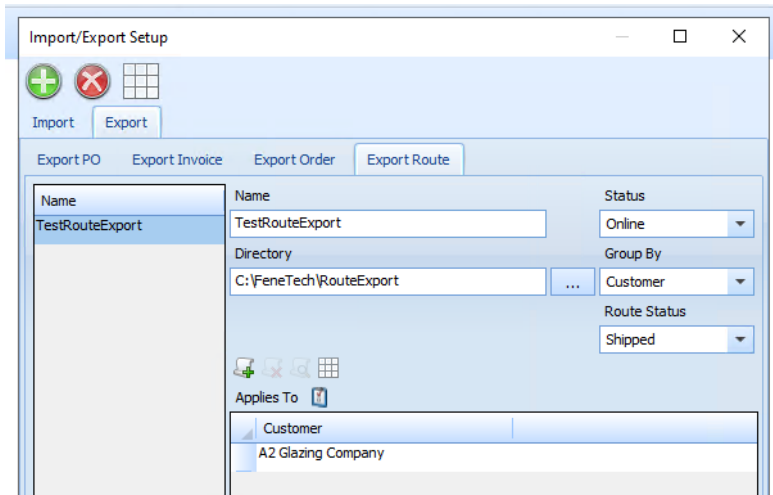 Import/Export Setup
Import Export
Export PO Export Invoice Export Order Export Route
Name
TestRouteExport
Name
TestRouteExport
Status
Online
Directory
C:\FeneTech\RouteExport
...
Group By
Customer
Route Status
Shipped
Applies To
Customer
A2 Glazing Company